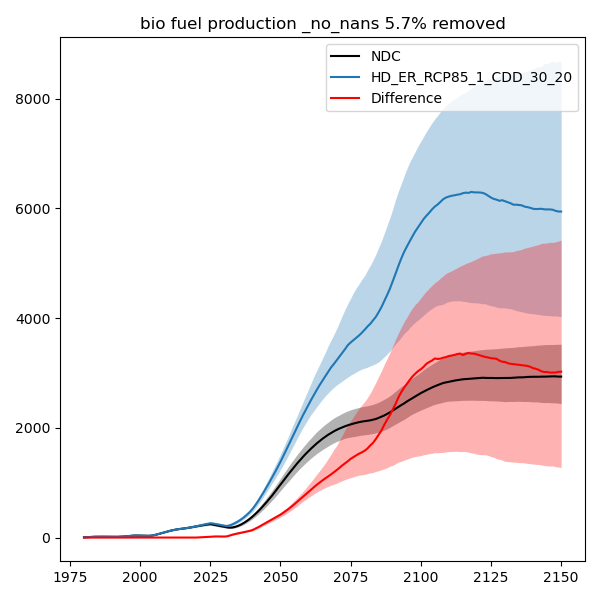 bio fuel production _no_nans 5.7% removed
NDC
HD_ER_RCP85_1_CDD_30_20
Difference
8000
6000
4000
2000
0
1975 2000 2025 2050 2075 2100 2125 2150